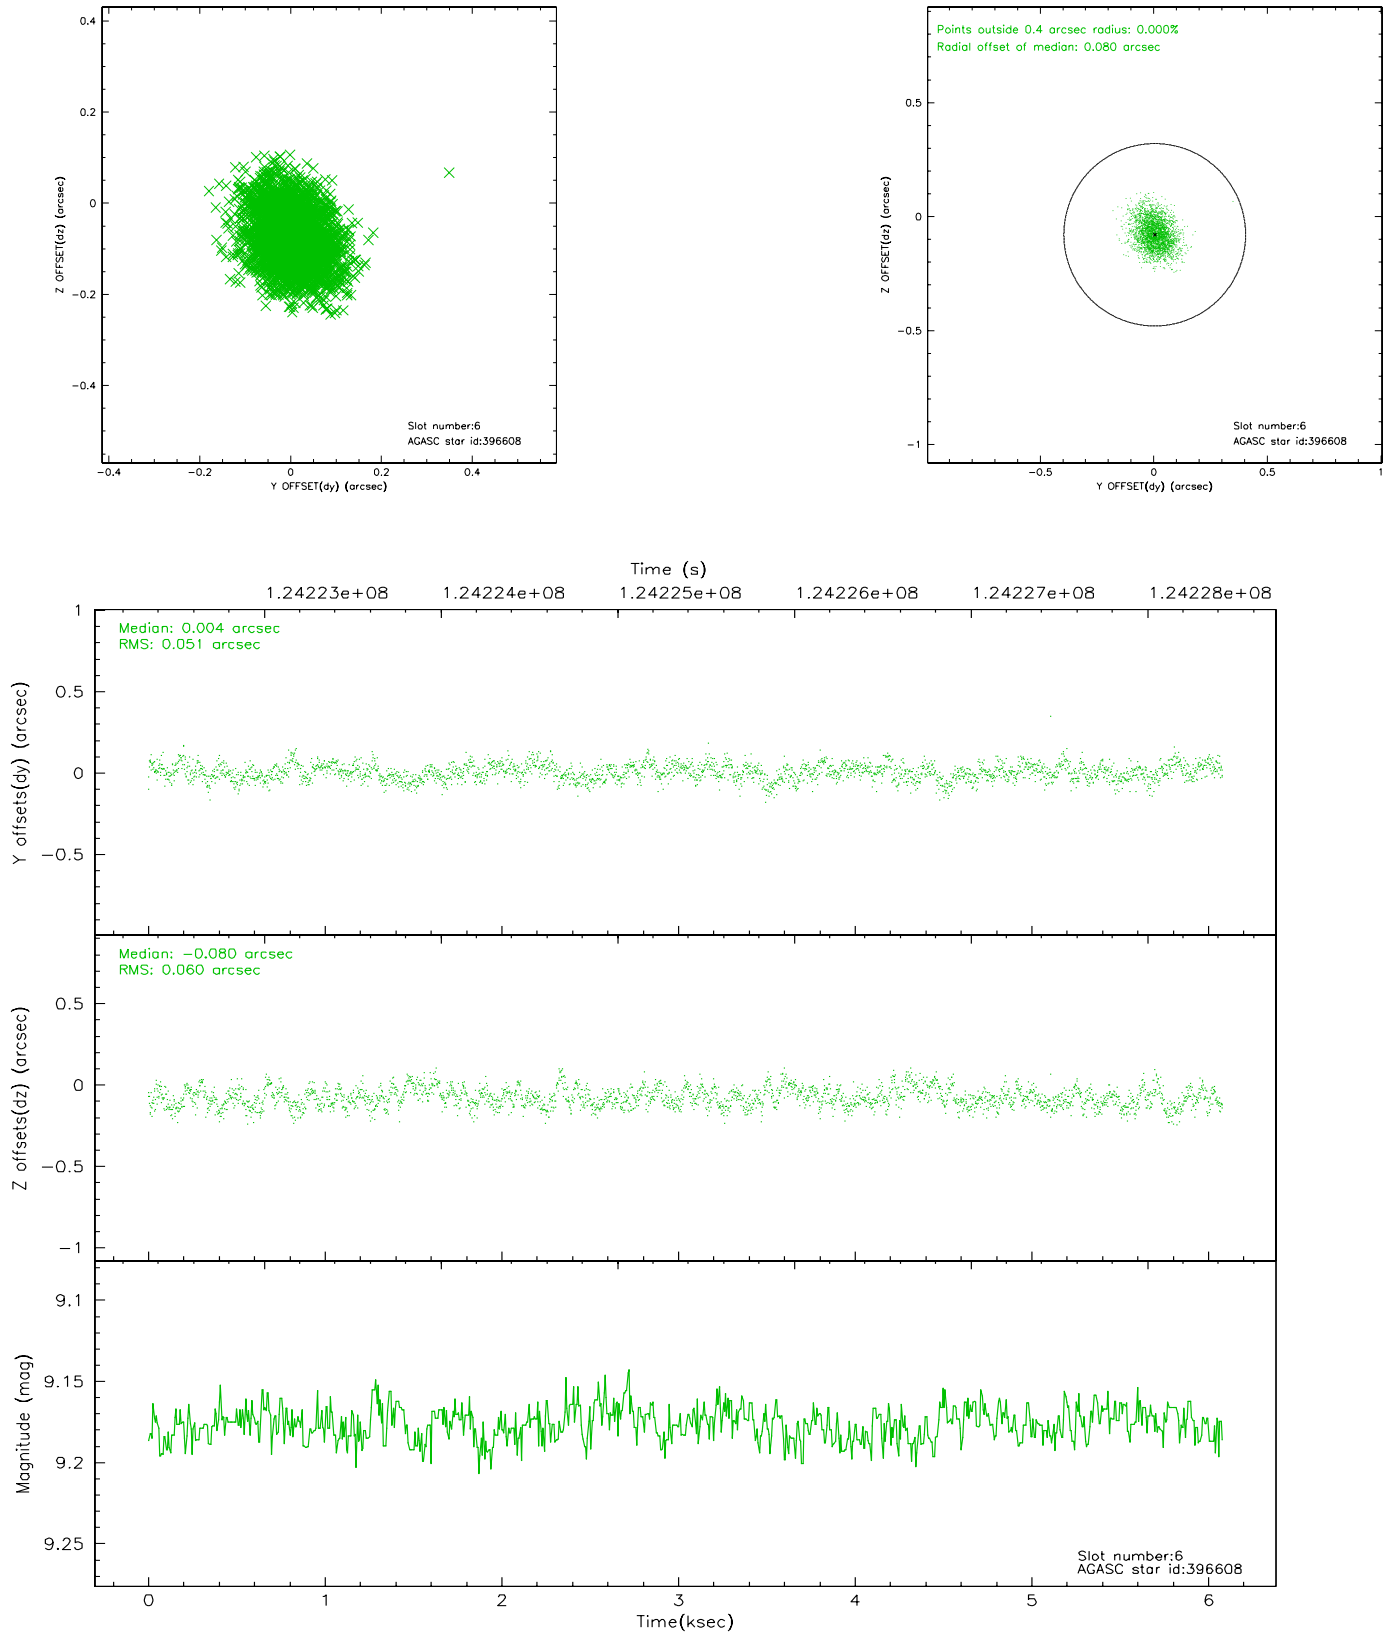 0.4
0.2
0
−0.2
−0.4
Z OFFSET(dz) (arcsec)
−0.4 −0.2 0 0.2 0.4
Y OFFSET(dy) (arcsec)
Slot number:6
AGASC star id:396608
Points outside 0.4 arcsec radius: 0.000%
Radial offset of median: 0.080 arcsec
0.5
0
−0.5
−1
Z OFFSET(dz) (arcsec)
−0.5 0 0.5 1
Y OFFSET(dy) (arcsec)
Slot number:6
AGASC star id:396608
Time (s)
1.24223e+08 1.24224e+08 1.24225e+08 1.24226e+08 1.24227e+08 1.24228e+08
Median: 0.004 arcsec
RMS: 0.051 arcsec
1
0.5
0
−0.5
Y offsets(dy) (arcsec)
Median: −0.080 arcsec
RMS: 0.060 arcsec
0.5
0
−0.5
−1
Z offsets(dz) (arcsec)
9.1
9.15
9.2
9.25
Magnitude (mag)
Slot number:6
AGASC star id:396608
0 1 2 3 4 5 6
Time(ksec)